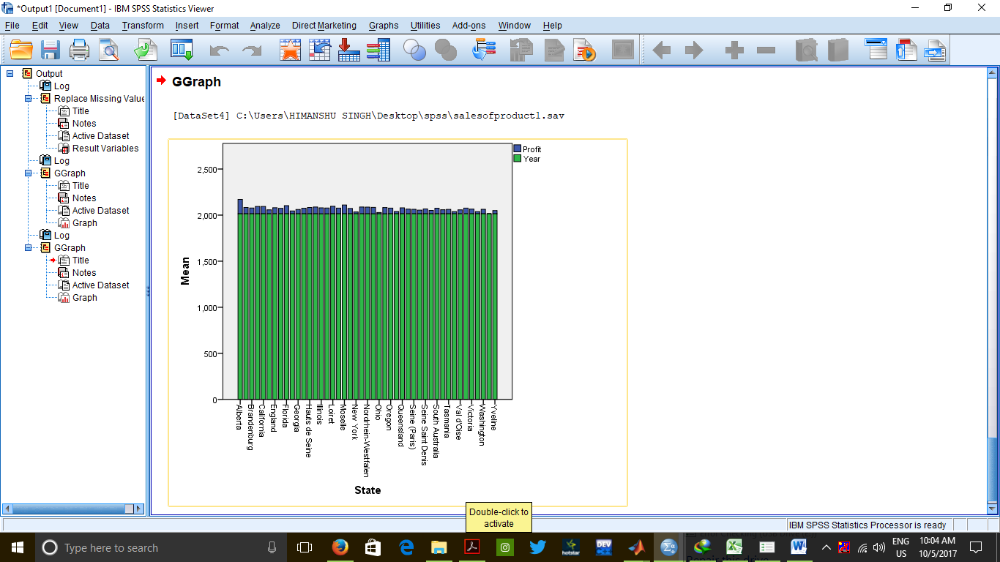 *Output1 [Document1] - IBM SPSS Statistics Viewer
File Edit View Data Transform Insert Format Analyze Direct Marketing Graphs Utilities Add-ons Window Help
Output
Log
Replace Missing Value
Title
Notes
Active Dataset
Result Variables
Log
GGraph
Title
Notes
Active Dataset
Graph
Log
GGraph
Title
Notes
Active Dataset
Graph
GGraph
[DataSet4] C:\Users\HIMANSHU SINGH\Desktop\spss\salesofproduct1.sav
Profit
Year
2,500
2,000
1,500
1,000
500
0
Mean
Alberta
Brandenburg
California
England
Florida
Georgia
Hauts de Seine
Illinois
Loiret
Moselle
New York
Nordrhein-Westfalen
Ohio
Oregon
Queensland
Seine (Paris)
Seine Saint Denis
South Australia
Tasmania
Val d'Oise
Victoria
Washington
Yveline
State
Double-click to
activate
IBM SPSS Statistics Processor is ready
Type here to search
hotstar
DEV
ENG
US
10:04 AM
10/5/2017